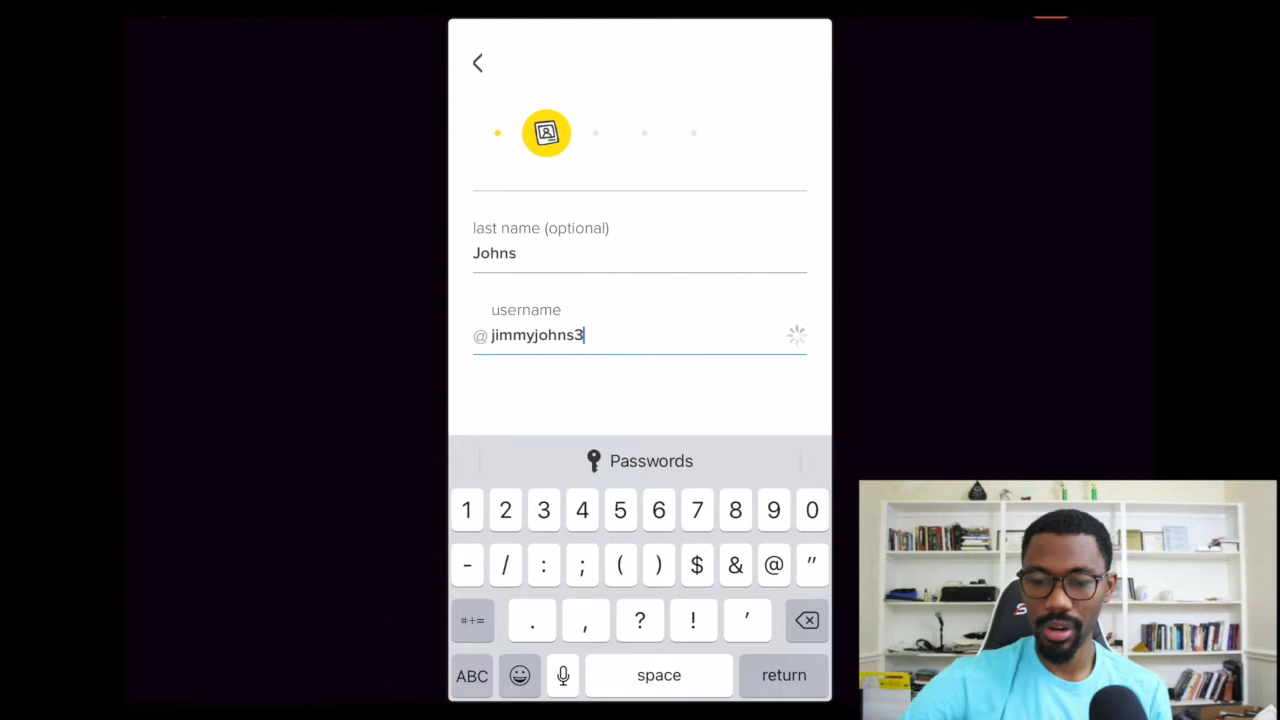 last name (optional)
Johns
username
@ jimmyjohns3
Passwords
1 2 3 4 5 6 7 8 9 0
- / : ; ( ) $ & @ "
#+= . , ? ! ' 
ABC space return